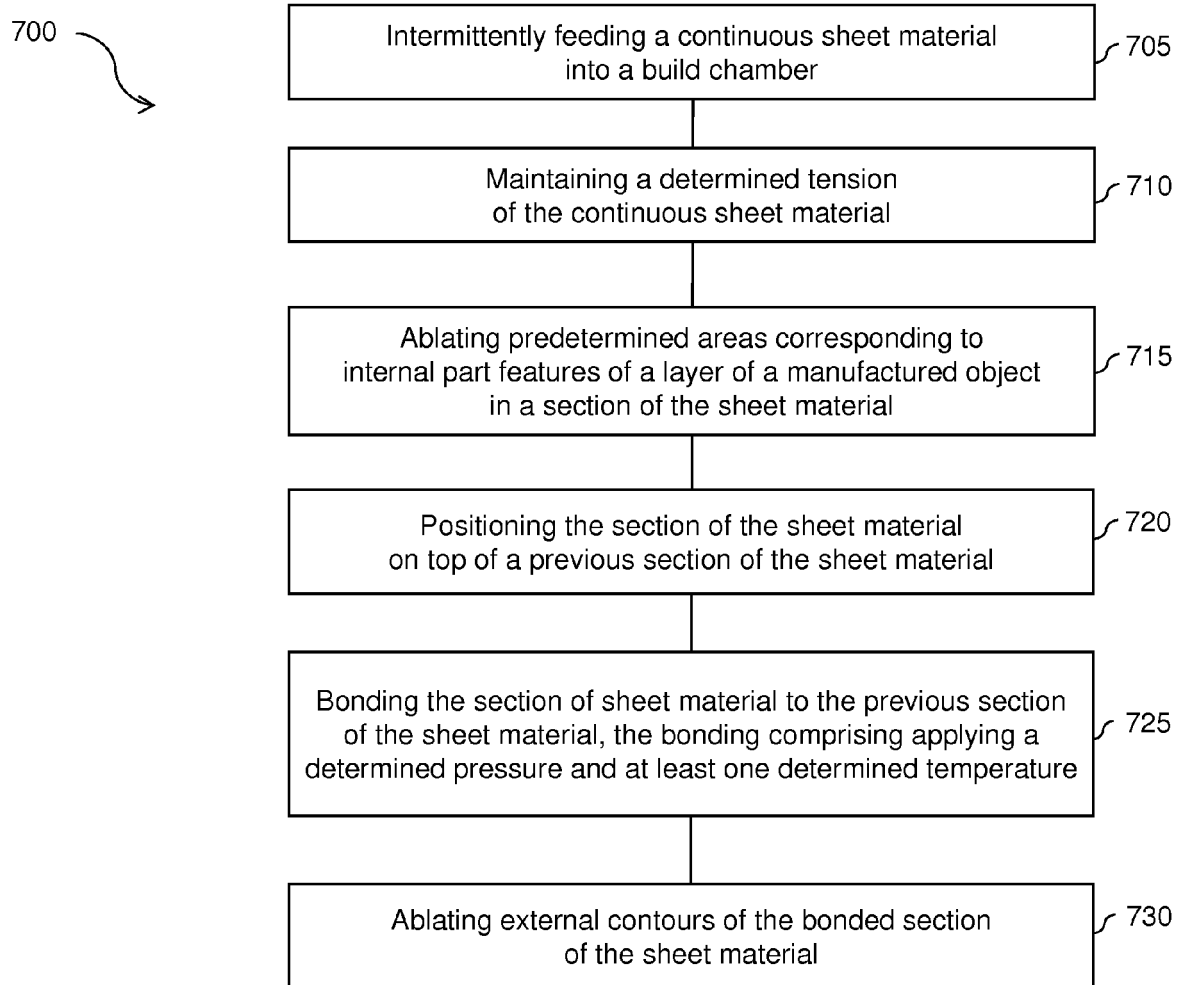 700
Intermittently feeding a continuous sheet material
into a build chamber
705
Maintaining a determined tension
of the continuous sheet material
710
Ablating predetermined areas corresponding to
internal part features of a layer of a manufactured object
in a section of the sheet material
715
Positioning the section of the sheet material
on top of a previous section of the sheet material
720
Bonding the section of sheet material to the previous section
of the sheet material, the bonding comprising applying a
determined pressure and at least one determined temperature
725
Ablating external contours of the bonded section
of the sheet material
730